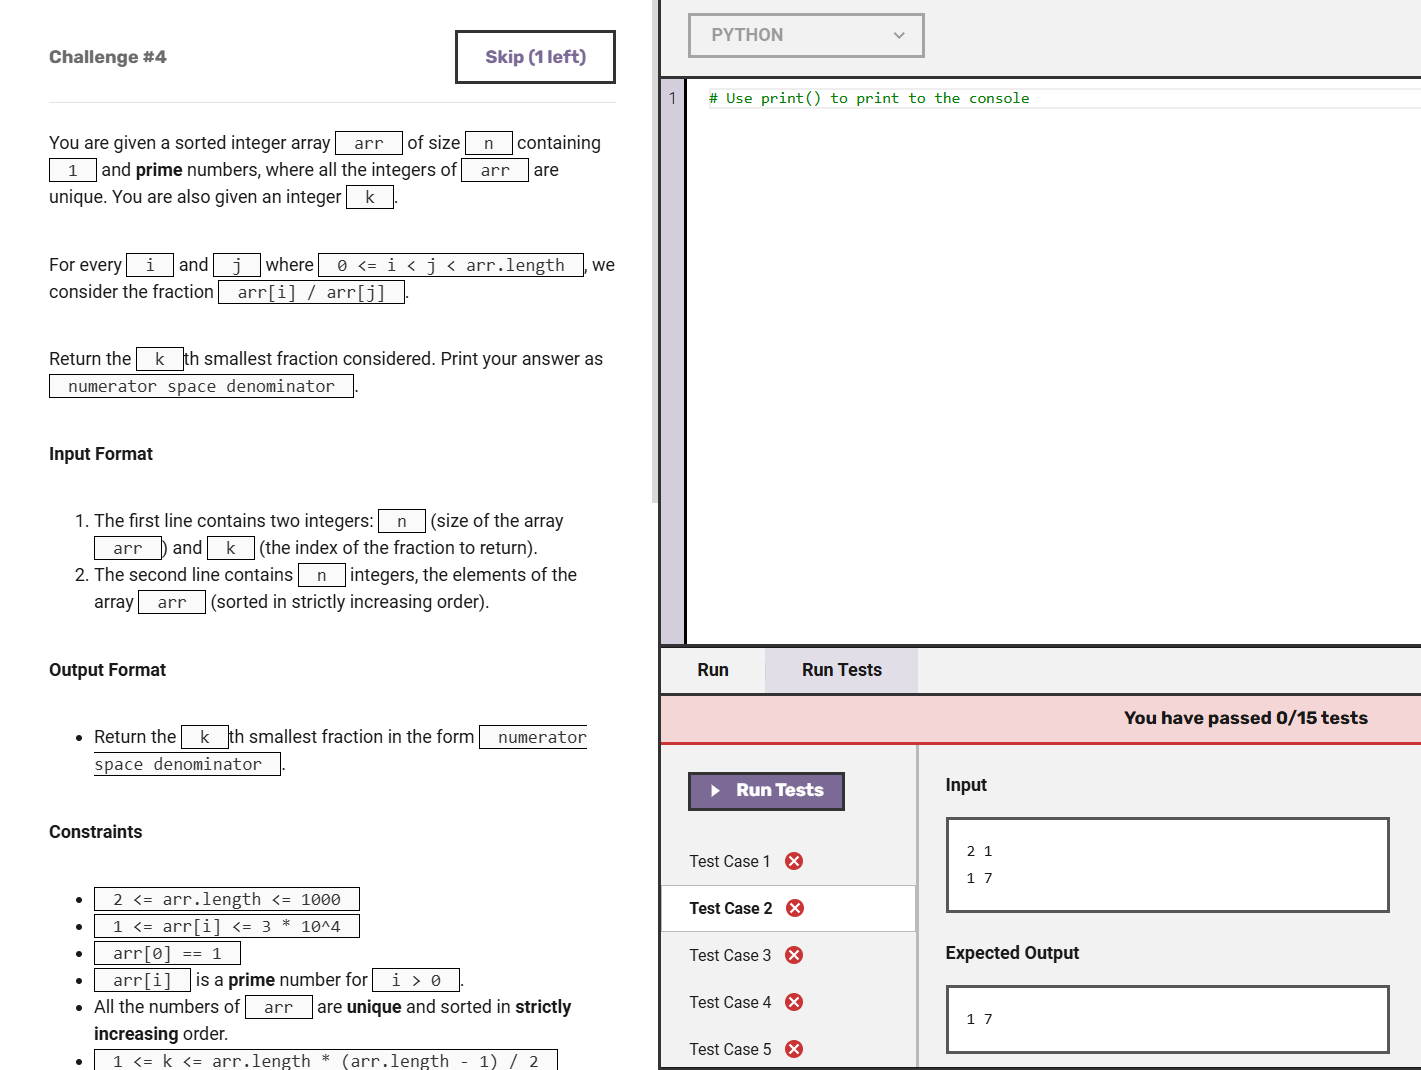 Challenge #4
Skip (1 left)
You are given a sorted integer array arr of size n containing
1 and prime numbers, where all the integers of arr are
unique. You are also given an integer k.
For every i and j where 0 <= i < j < arr.length, we
consider the fraction arr[i] / arr[j].
Return the kth smallest fraction considered. Print your answer as
numerator space denominator.
Input Format
1. The first line contains two integers: n (size of the array
arr) and k (the index of the fraction to return).
2. The second line contains n integers, the elements of the
array arr (sorted in strictly increasing order).
Output Format
• Return the kth smallest fraction in the form numerator
space denominator.
Constraints
• 2 <= arr.length <= 1000
• 1 <= arr[i] <= 3 * 10^4
• arr[0] == 1
• arr[i] is a prime number for i > 0.
• All the numbers of arr are unique and sorted in strictly
increasing order.
• 1 <= k <= arr.length * (arr.length - 1) / 2
PYTHON
1 # Use print() to print to the console
Run Run Tests
You have passed 0/15 tests
Run Tests
Test Case 1
Test Case 2
Test Case 3
Test Case 4
Test Case 5
Input
2 1
1 7
Expected Output
1 7